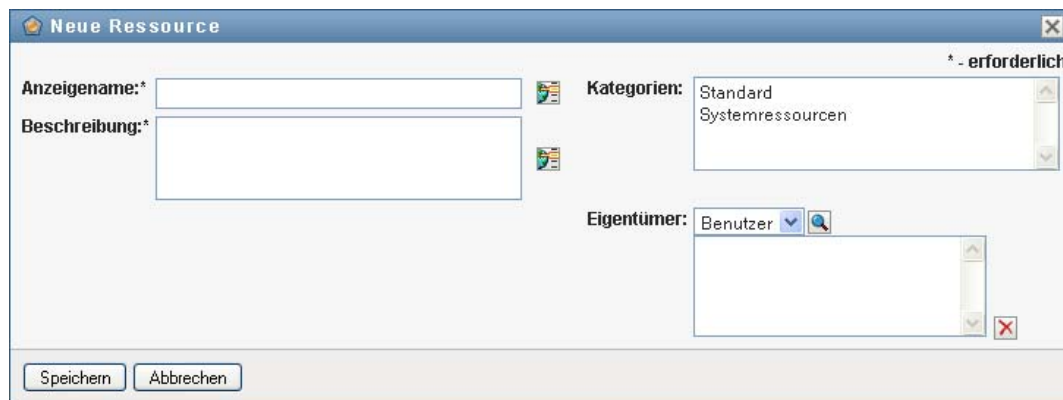 Neue Ressource
* - erforderlich
Anzeigename:*
Kategorien:
Standard
Systemressourcen
Beschreibung:*
Eigentümer:
Benutzer
Speichern
Abbrechen